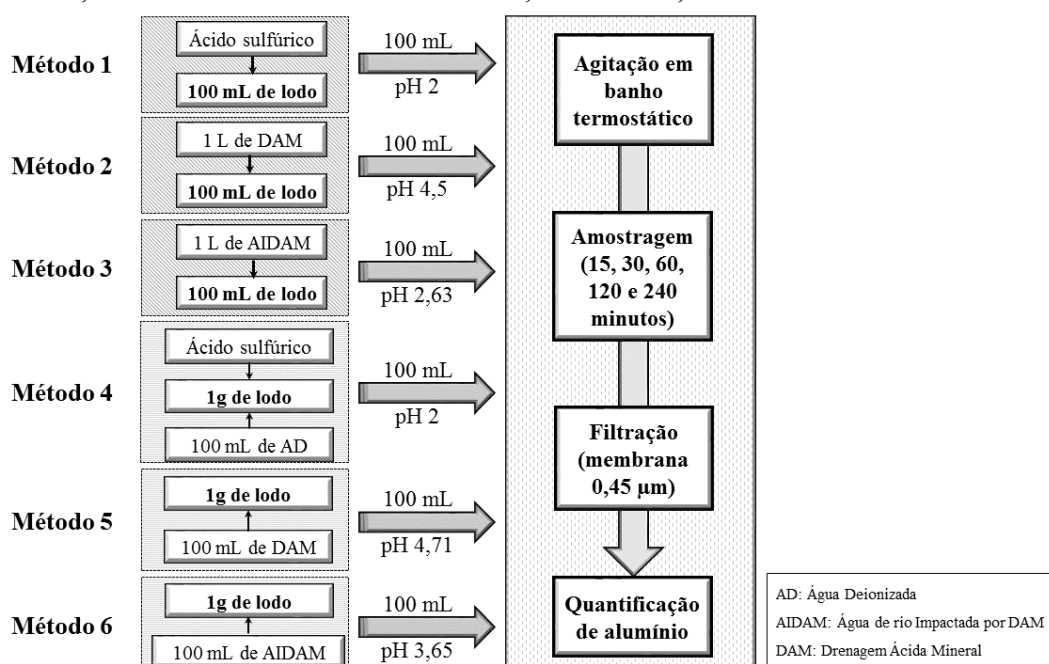 Método 1
Ácido sulfúrico
100 mL de lodo
100 mL
pH 2
Método 2
1 L de DAM
100 mL de lodo
100 mL
pH 4,5
Método 3
1 L de AIDAM
100 mL de lodo
100 mL
pH 2,63
Método 4
Ácido sulfúrico
1g de lodo
100 mL de AD
100 mL
pH 2
Método 5
1g de lodo
100 mL de DAM
100 mL
pH 4,71
Método 6
1g de lodo
100 mL de AIDAM
100 mL
pH 3,65
Agitação em
banho
termostático
Amostragem
(15, 30, 60,
120 e 240
minutos)
Filtração
(membrana
0,45 µm)
Quantificação
de alumínio
AD: Água Deionizada
AIDAM: Água de rio Impactada por DAM
DAM: Drenagem Ácida Mineral